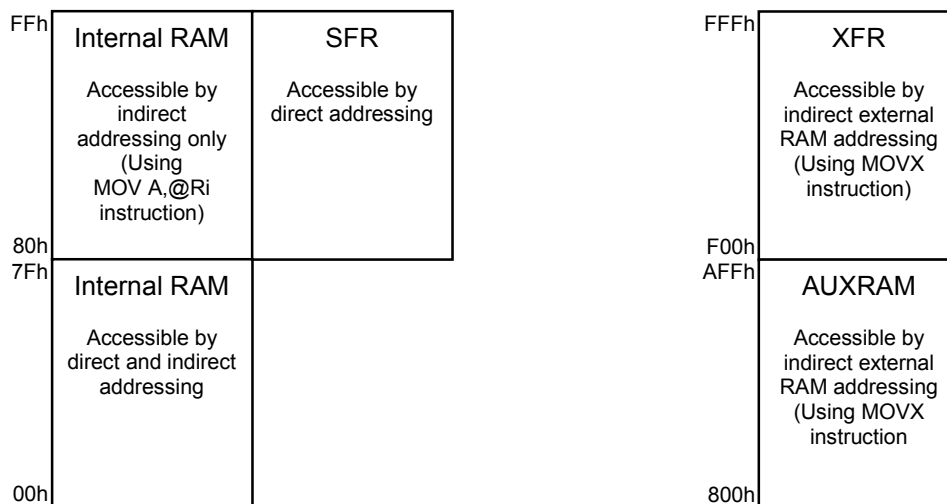 FFh
Internal RAM
Accessible by
indirect
addressing only
(Using
MOV A,@Ri
instruction)
80h
SFR
Accessible by
direct addressing
7Fh
Internal RAM
Accessible by
direct and indirect
addressing
00h
FFFh
XFR
Accessible by
indirect external
RAM addressing
(Using MOVX
instruction)
F00h
AFFh
AUXRAM
Accessible by
indirect external
RAM addressing
(Using MOVX
instruction
800h